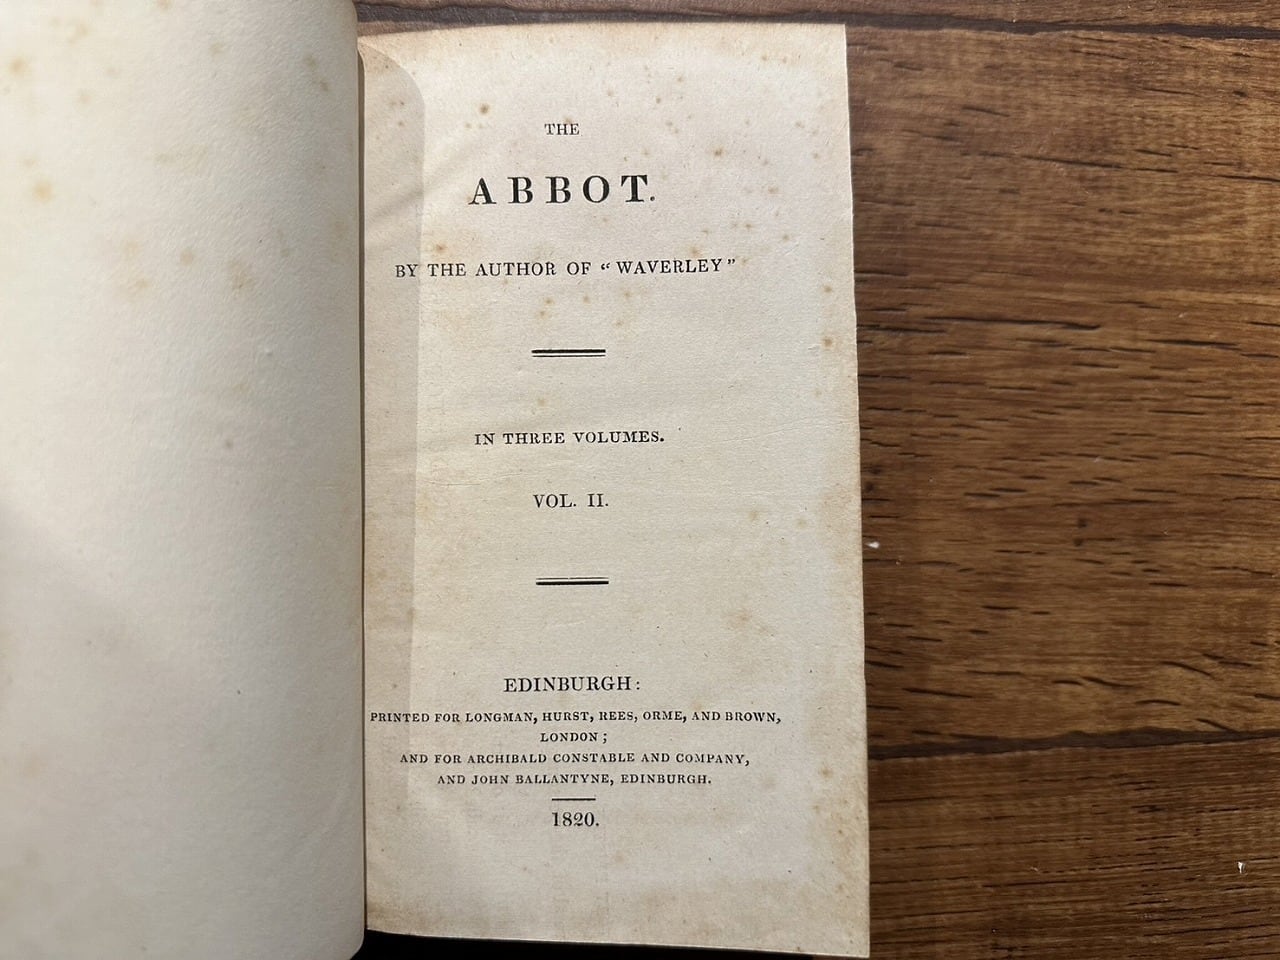 THE
ABBOT.
BY THE AUTHOR OF “ WAVERLEY ”
IN THREE VOLUMES.
VOL. II.
EDINBURGH:
PRINTED FOR LONGMAN, HURST, REES, ORME, AND BROWN,
LONDON ;
AND FOR ARCHIBALD CONSTABLE AND COMPANY,
AND JOHN BALLANTYNE, EDINBURGH.
1820.